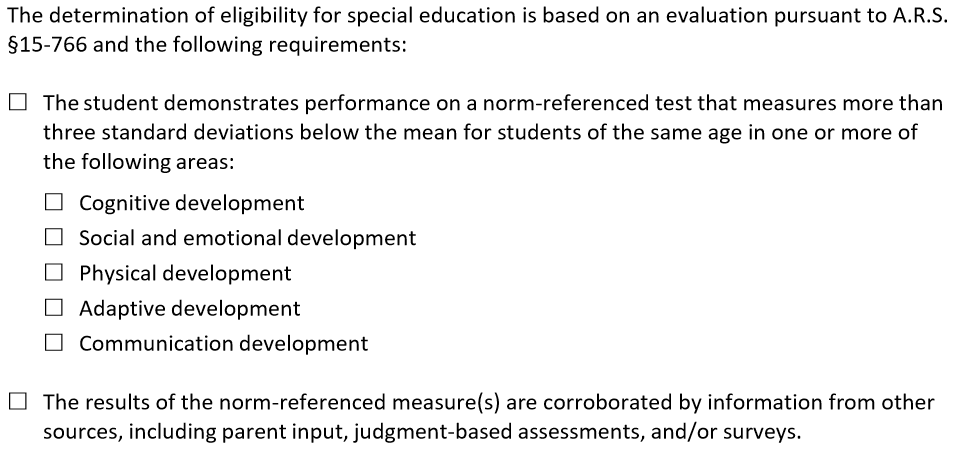 The determination of eligibility for special education is based on an evaluation pursuant to A.R.S.
§15-766 and the following requirements:
☐ The student demonstrates performance on a norm-referenced test that measures more than
three standard deviations below the mean for students of the same age in one or more of
the following areas:
☐ Cognitive development
☐ Social and emotional development
☐ Physical development
☐ Adaptive development
☐ Communication development
☐ The results of the norm-referenced measure(s) are corroborated by information from other
sources, including parent input, judgment-based assessments, and/or surveys.